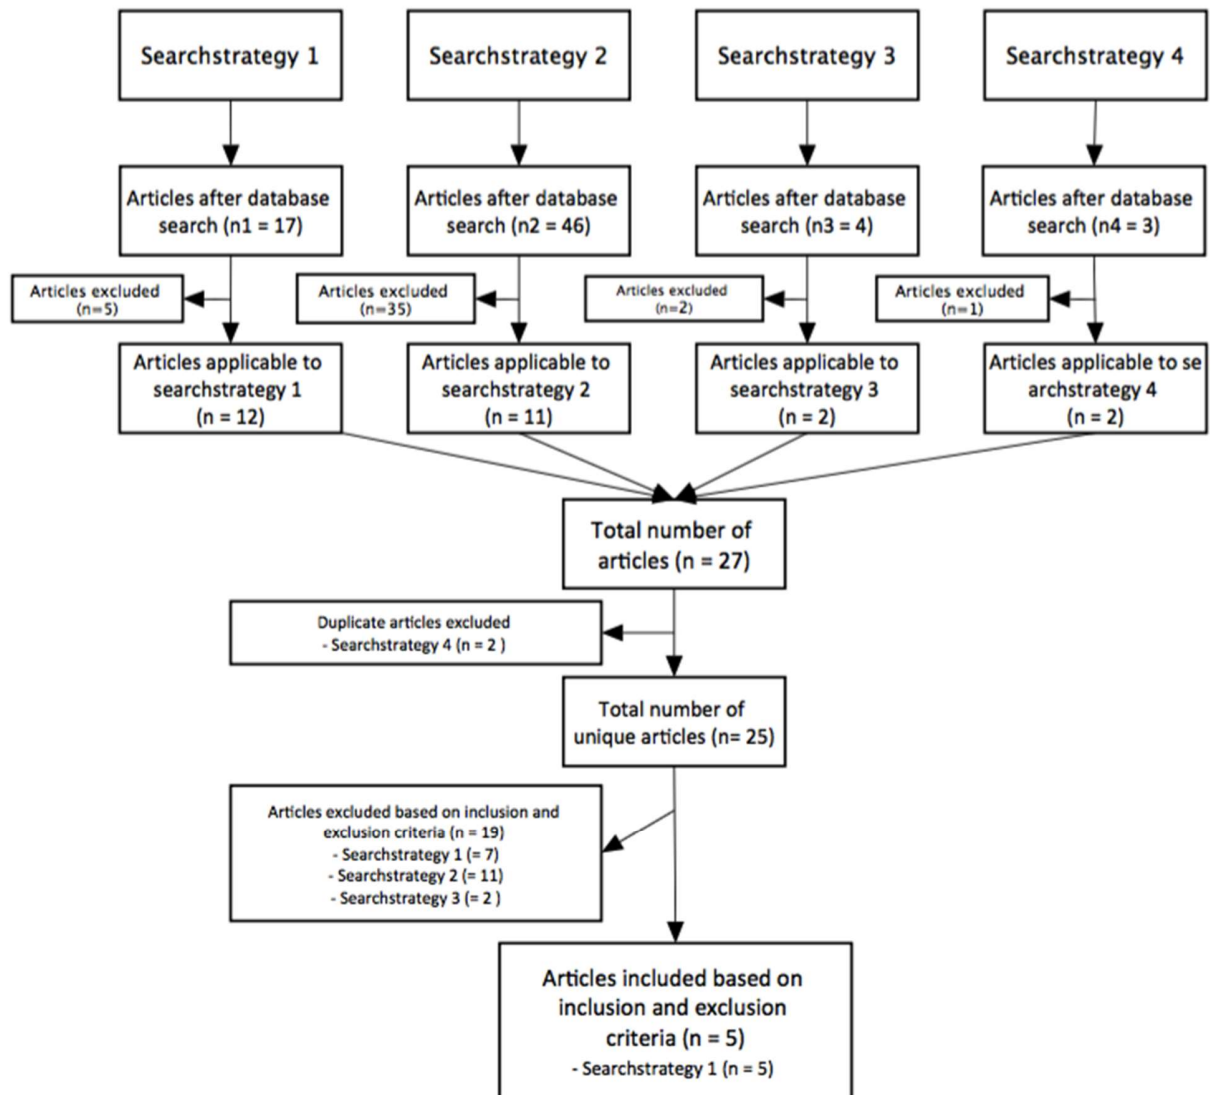 Searchstrategy 1
Searchstrategy 2
Searchstrategy 3
Searchstrategy 4
Articles after database
search (n1 = 17)
Articles after database
search (n2 = 46)
Articles after database
search (n3 = 4)
Articles after database
search (n4 = 3)
Articles excluded
(n=5)
Articles excluded
(n=35)
Articles excluded
(n=2)
Articles excluded
(n=1)
Articles applicable to
searchstrategy 1
(n = 12)
Articles applicable to
searchstrategy 2
(n = 11)
Articles applicable to
searchstrategy 3
(n = 2)
Articles applicable to se
archstrategy 4
(n = 2)
Total number of
articles (n = 27)
Duplicate articles excluded
- Searchstrategy 4 (n = 2 )
Total number of
unique articles (n= 25)
Articles excluded based on inclusion and
exclusion criteria (n = 19)
- Searchstrategy 1 (= 7)
- Searchstrategy 2 (= 11)
- Searchstrategy 3 (= 2 )
Articles included based on
inclusion and exclusion
criteria (n = 5)
- Searchstrategy 1 (n = 5)